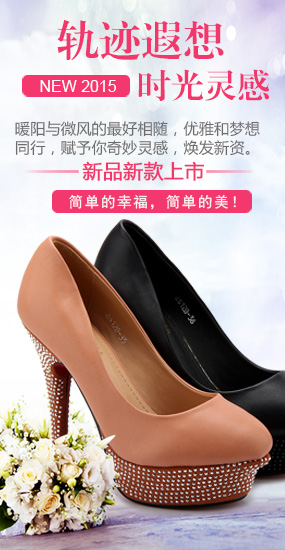 轨迹遐想
NEW 2015 时光灵感
暖阳与微风的最好相随，优雅和梦想
同行，赋予你奇妙灵感，焕发新资。
新品新款上市
简单的幸福，简单的美！